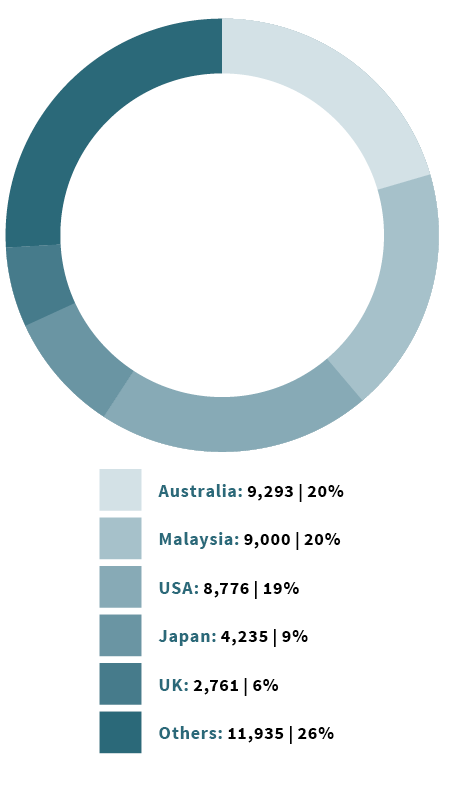 Australia: 9,293 | 20%
Malaysia: 9,000 | 20%
USA: 8,776 | 19%
Japan: 4,235 | 9%
UK: 2,761 | 6%
Others: 11,935 | 26%